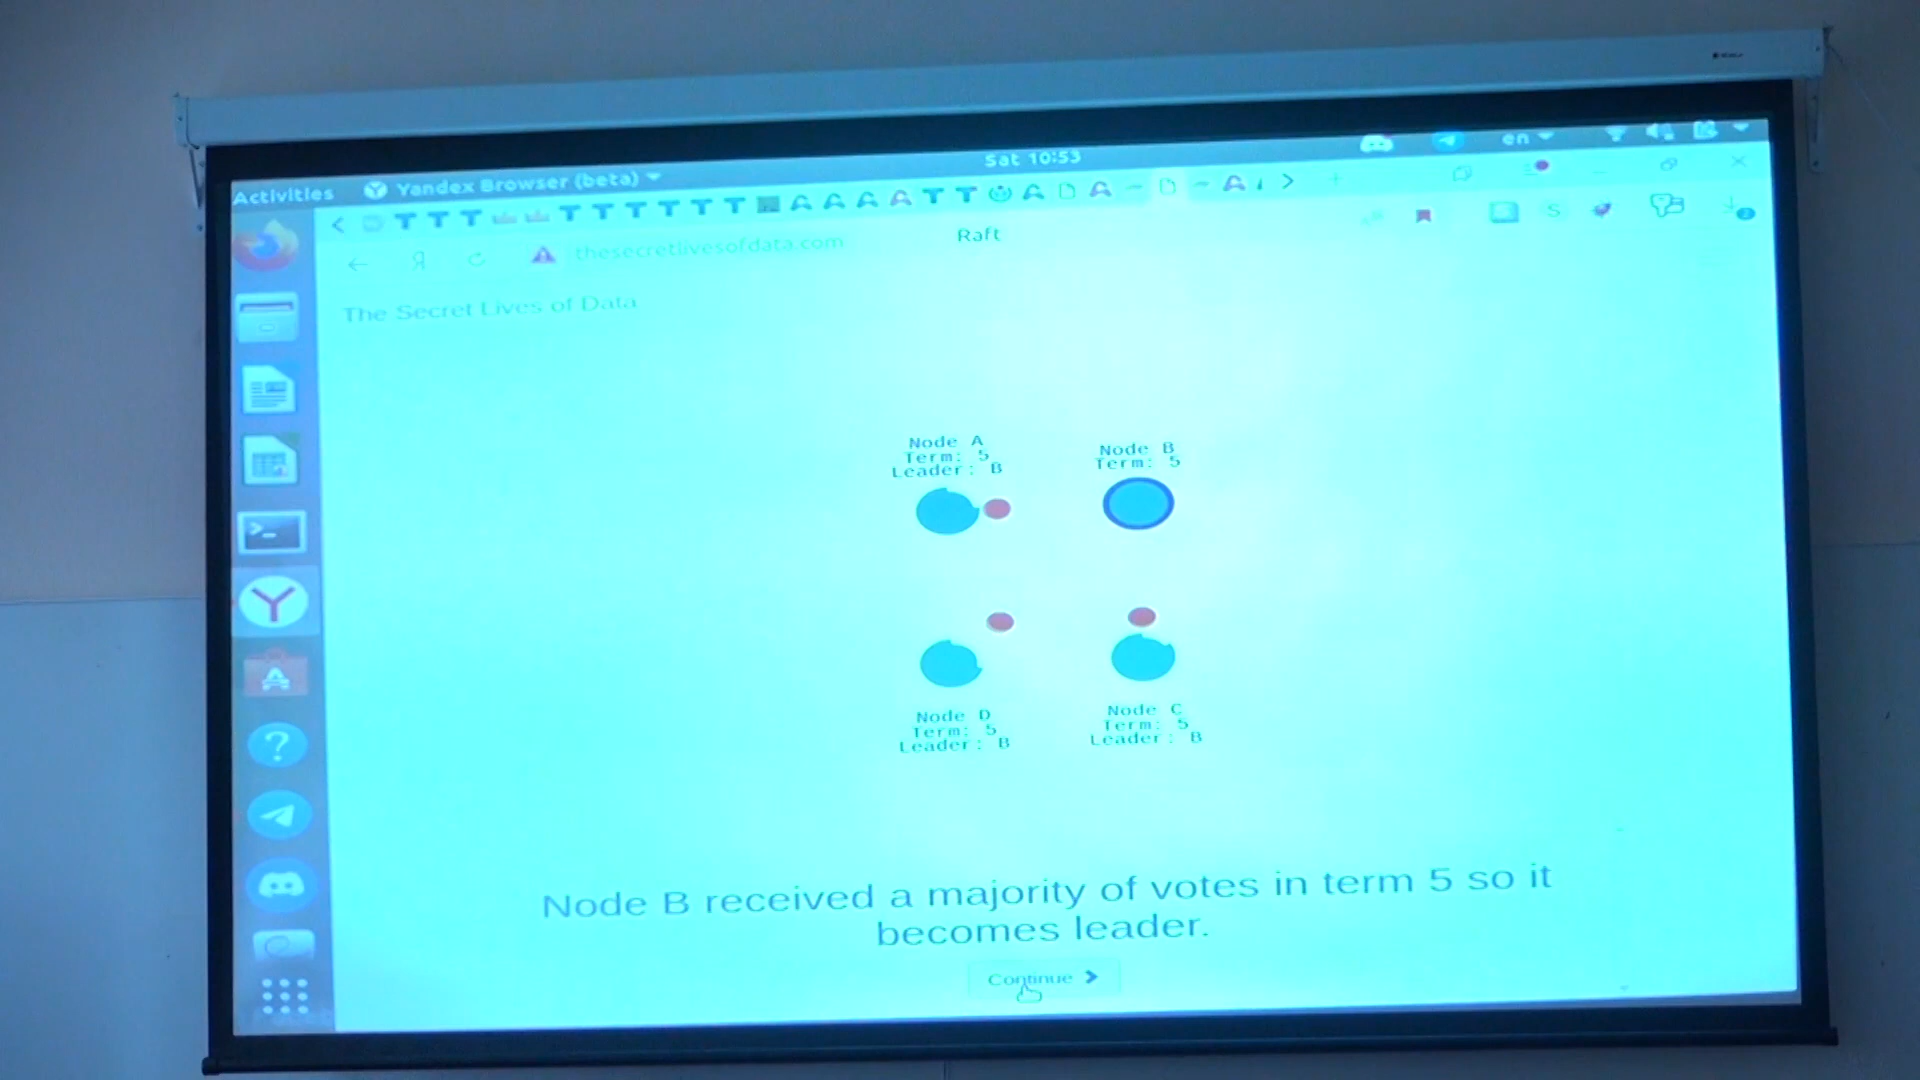 Sat 10:53
en
Activities
Yandex Browser (beta)
thesecretlivesofdata.com
Raft
The Secret Lives of Data
Node A
Term: 5
Leader: B
Node B
Term: 5
Node D
Term: 5
Leader: B
Node C
Term: 5
Leader: B
Node B received a majority of votes in term 5 so it
becomes leader.
Continue